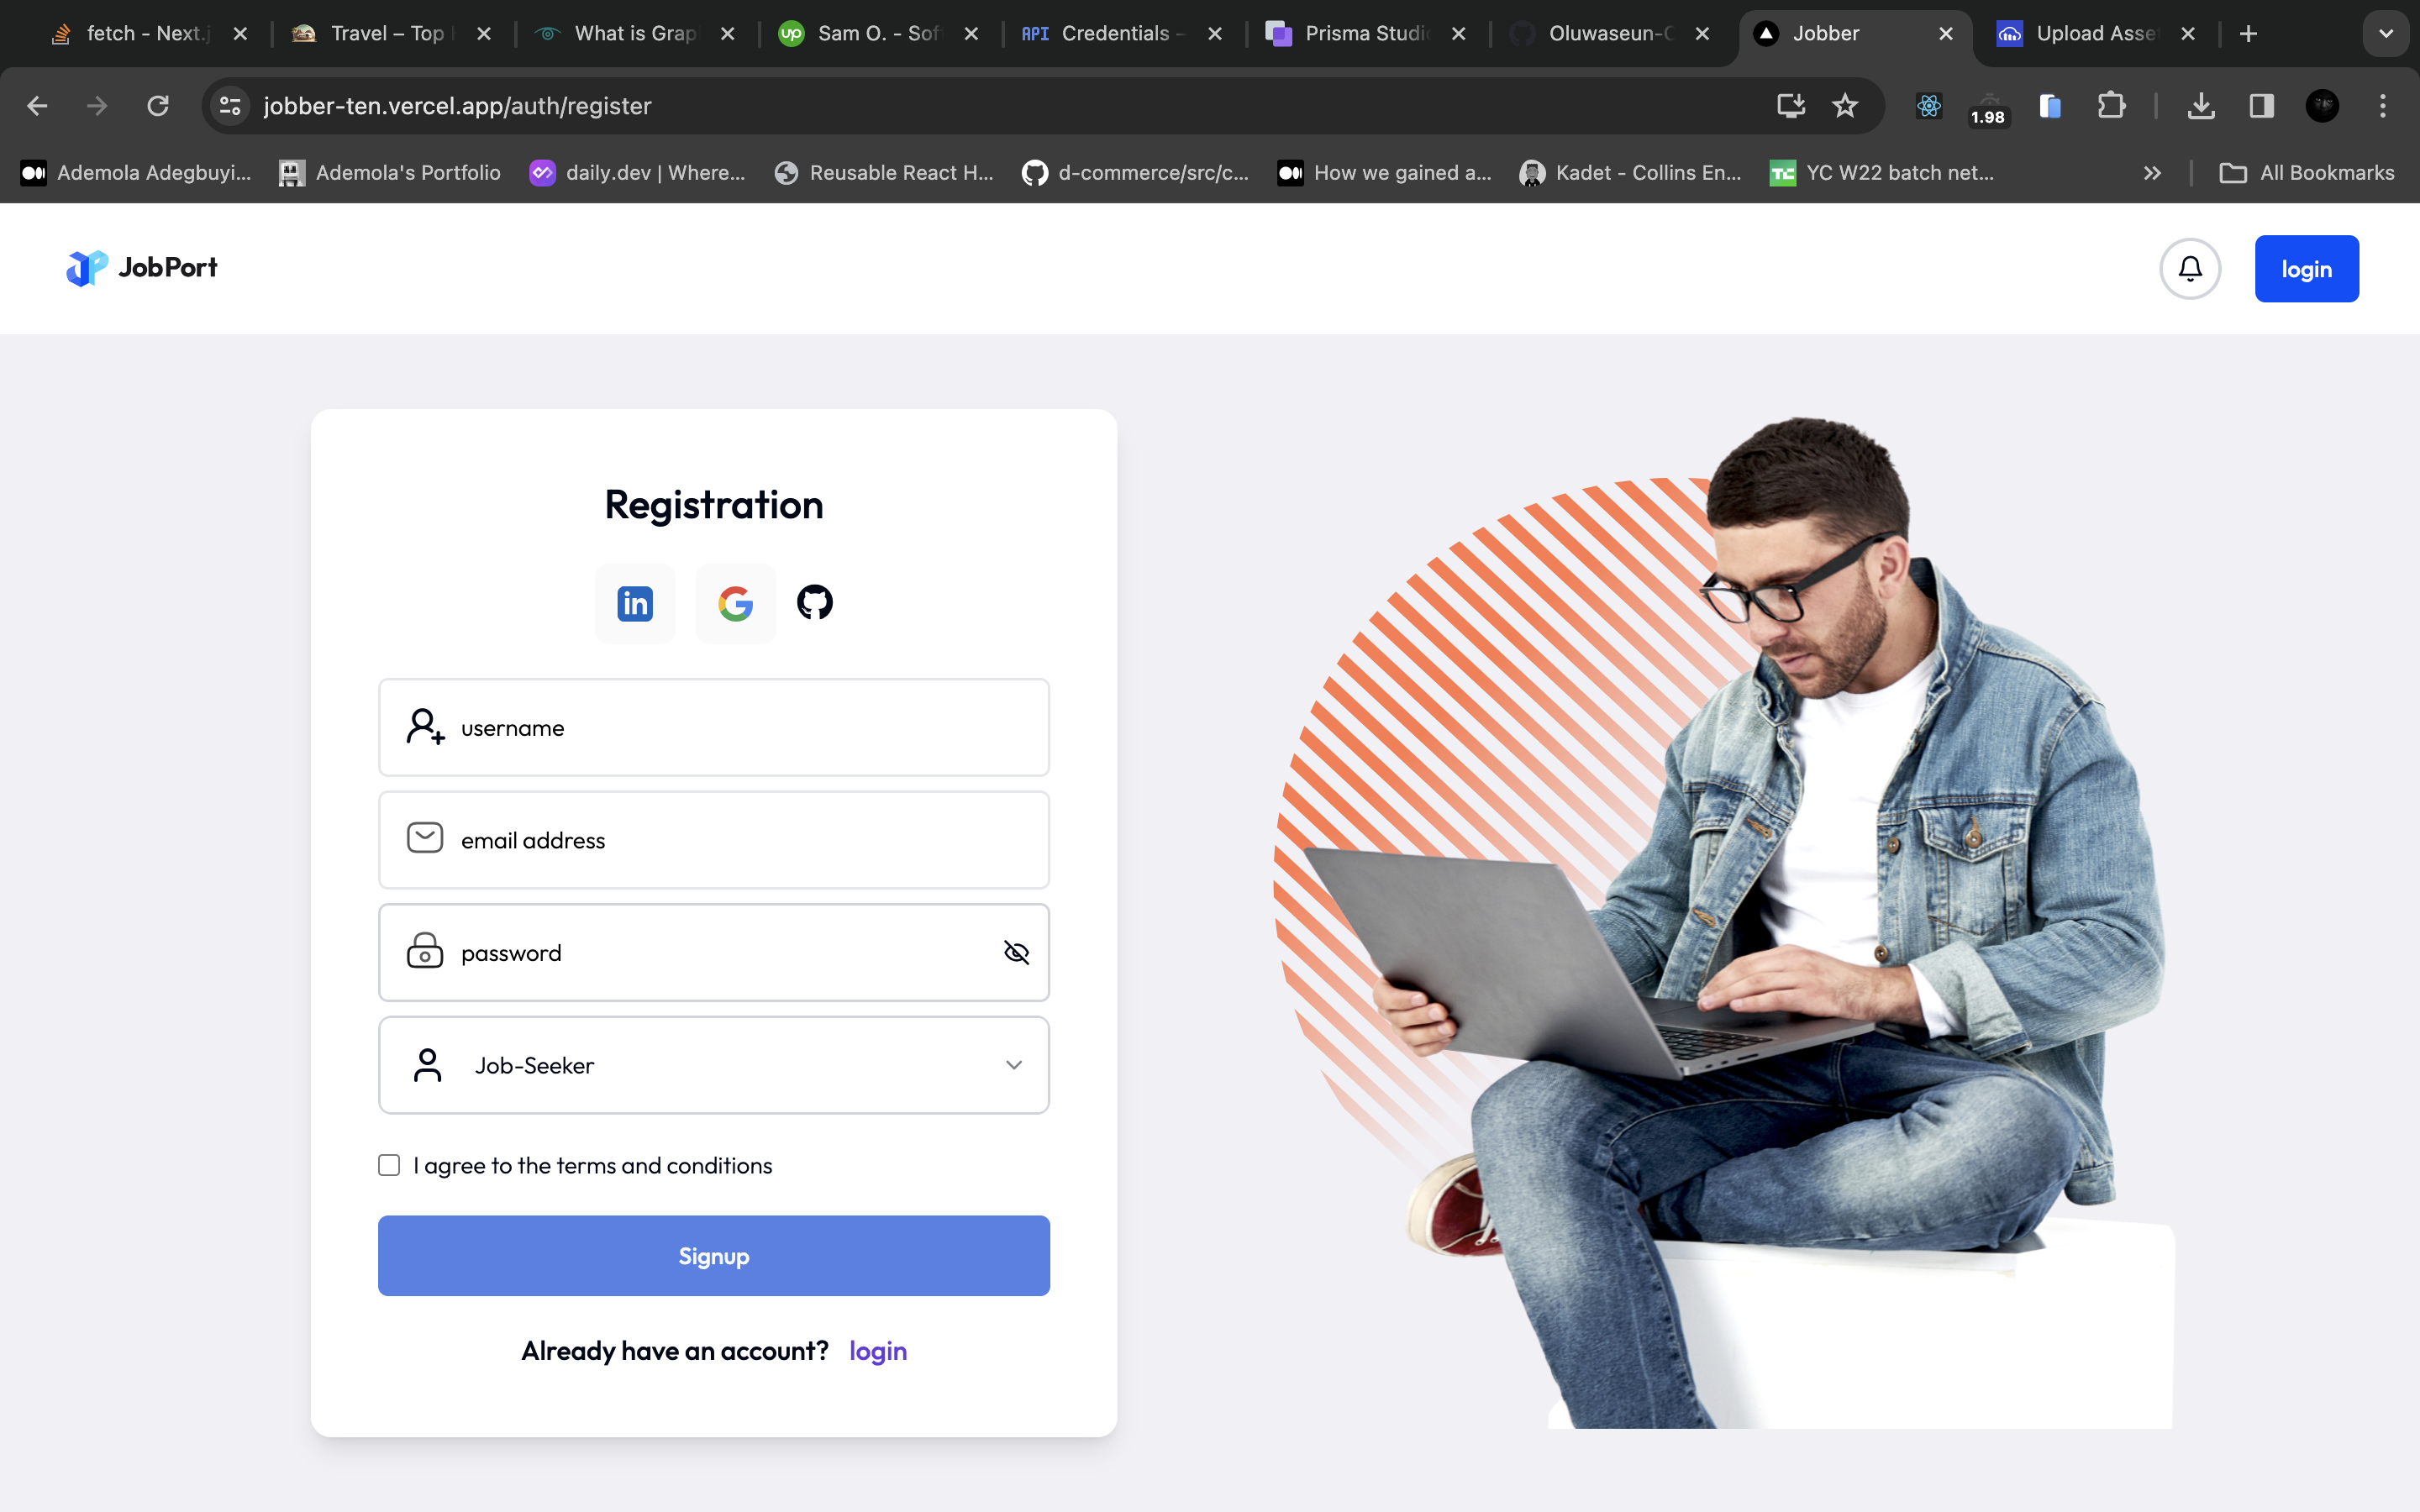 fetch - Next.j
Travel – Top
What is Grap
Sam O. - Sof
API Credentials -
Prisma Studi
Oluwaseun-
Jobber
Upload Asse
jobber-ten.vercel.app/auth/register
1.98
Ademola Adegbuyi...
Ademola's Portfolio
daily.dev | Where...
Reusable React H...
d-commerce/src/c...
How we gained a...
Kadet - Collins En...
TC YC W22 batch net...
All Bookmarks
JobPort
login
Registration
in
username
email address
password
Job-Seeker
I agree to the terms and conditions
Signup
Already have an account? login